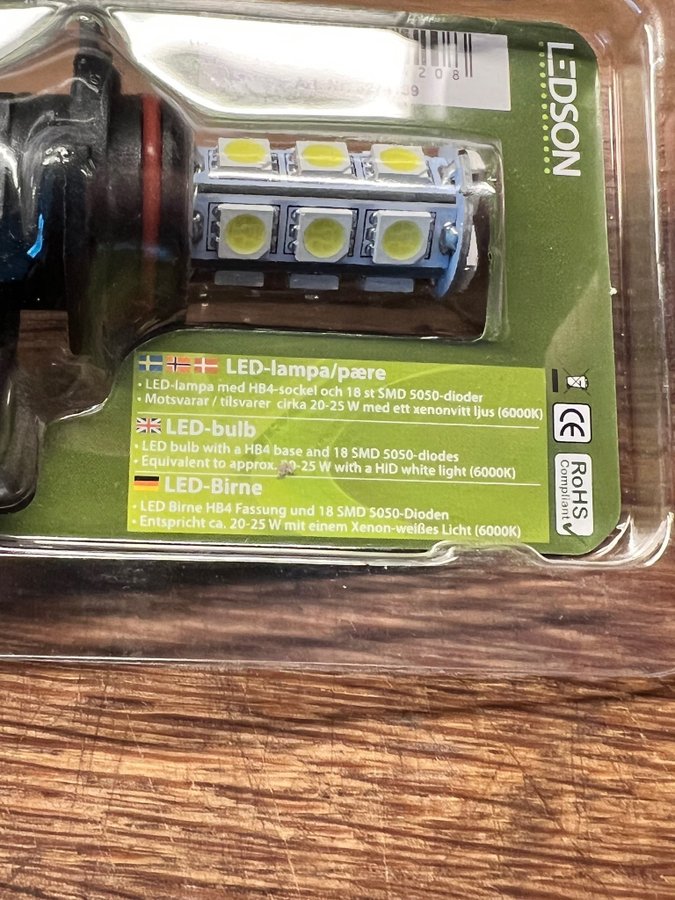 208
LEDSON
LED-lampa/pære
• LED-lampa med HB4-sockel och 18 st SMD 5050-dioder
• Motsvarar / tilsvarer cirka 20-25 W med ett xenonvitt ljus (6000K)
LED-bulb
• LED bulb with a HB4 base and 18 SMD 5050-diodes
• Equivalent to approx. 20-25 W with a HID white light (6000K)
LED-Birne
• LED Birne HB4 Fassung und 18 SMD 5050-Dioden
• Entspricht ca. 20-25 W mit einem Xenon-weißes Licht (6000K)
CE
RoHS
Compliant